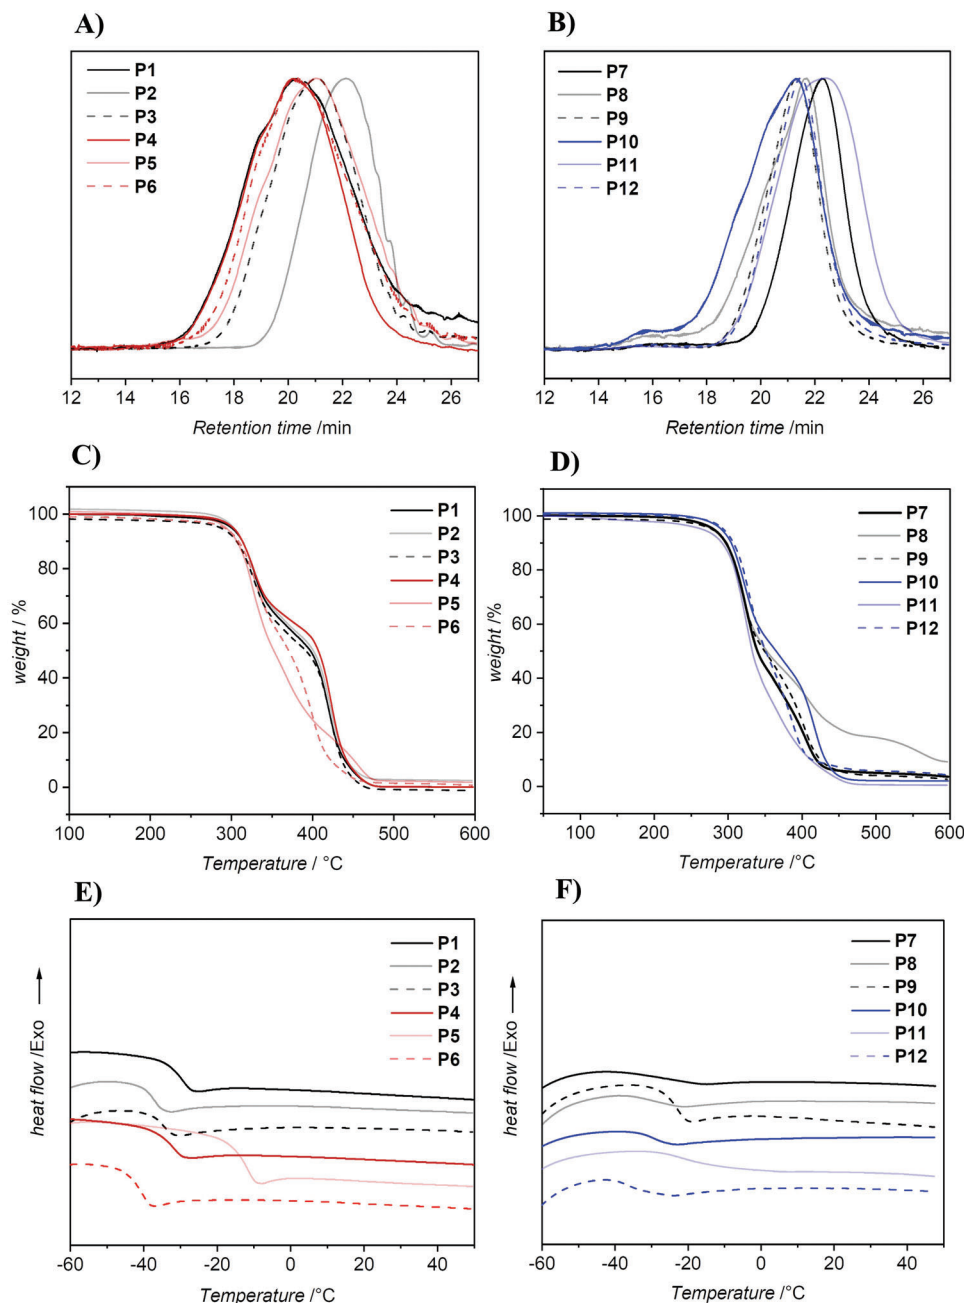 A)
P1
P2
P3
P4
P5
P6
12 14 16 18 20 22 24 26
Retention time /min
B)
P7
P8
P9
P10
P11
P12
12 14 16 18 20 22 24 26
Retention time /min
C)
weight / %
100
80
60
40
20
0
P1
P2
P3
P4
P5
P6
100 200 300 400 500 600
Temperature / °C
D)
weight / %
100
80
60
40
20
0
P7
P8
P9
P10
P11
P12
100 200 300 400 500 600
Temperature /°C
E)
heat flow /Exo
P1
P2
P3
P4
P5
P6
-60 -40 -20 0 20 40
Temperature /°C
F)
heat flow /Exo
P7
P8
P9
P10
P11
P12
-60 -40 -20 0 20 40
Temperature /°C